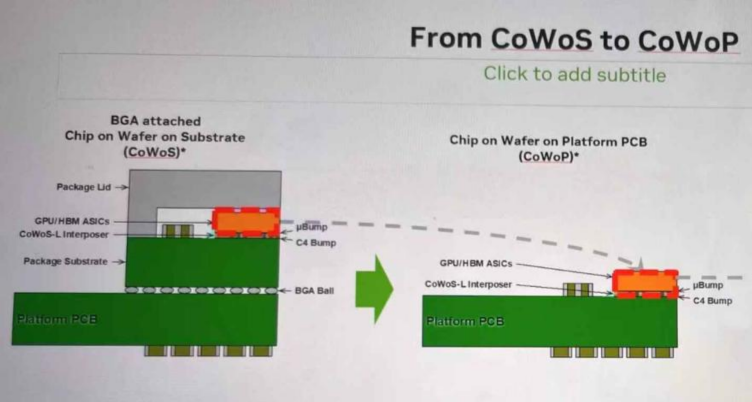 From CoWoS to CoWoP
Click to add subtitle
BGA attached
Chip on Wafer on Substrate
(CoWoS)*
Package Lid
GPU/HBM ASICs
CoWoS-L Interposer
Package Substrate
µBump
C4 Bump
BGA Ball
Platform PCB
Chip on Wafer on Platform PCB
(CoWoP)*
GPU/HBM ASICs
CoWoS-L Interposer
µBump
C4 Bump
Platform PCB